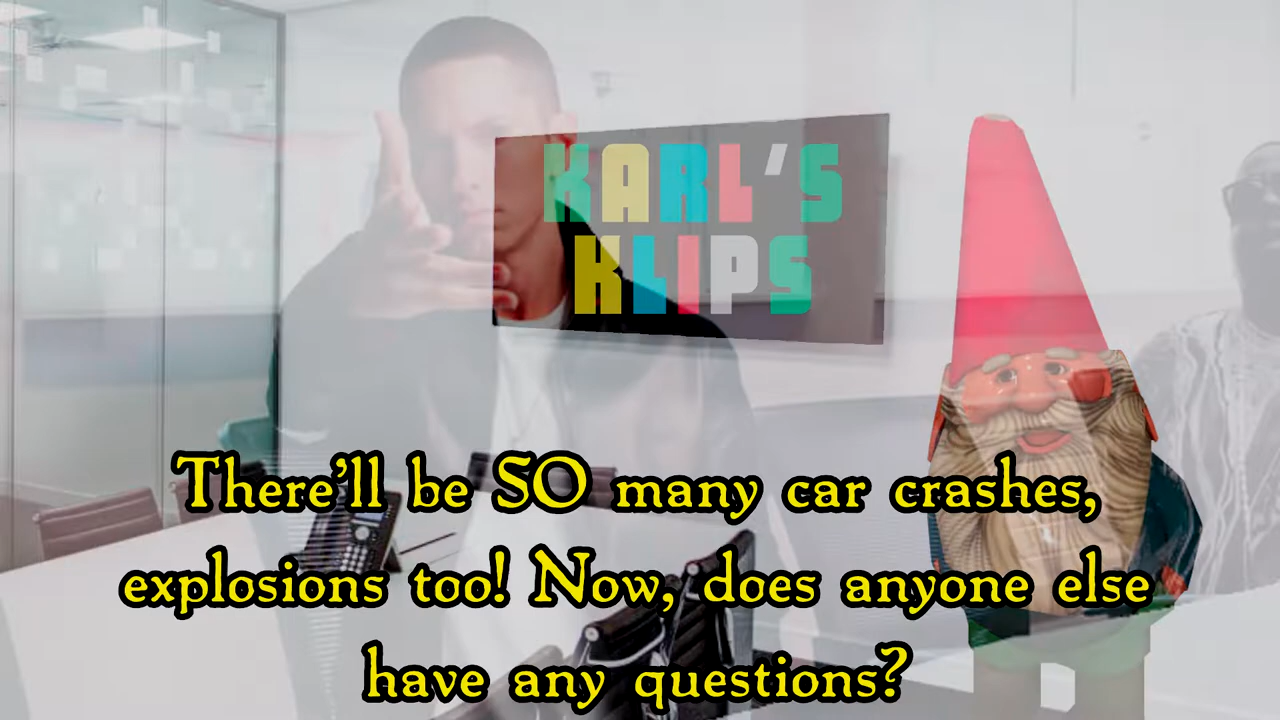 KARL'S
KLIPS
There'll be SO many car crashes,
explosions too! Now, does anyone else
have any questions?